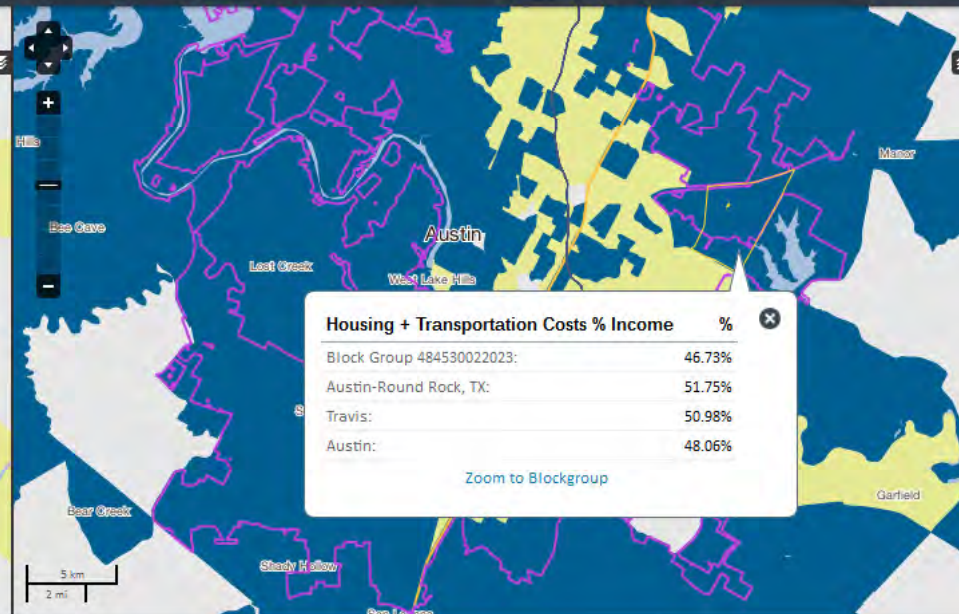 Hills
Manor
Bee Cave
Austin
Lost Creek
West Lake Hills
Housing + Transportation Costs % Income %
Block Group 484530022023: 46.73%
Austin-Round Rock, TX: 51.75%
Travis: 50.98%
Austin: 48.06%
Zoom to Blockgroup
S
Garfield
Bear Creek
Shady Hollow
5 km
2 mi